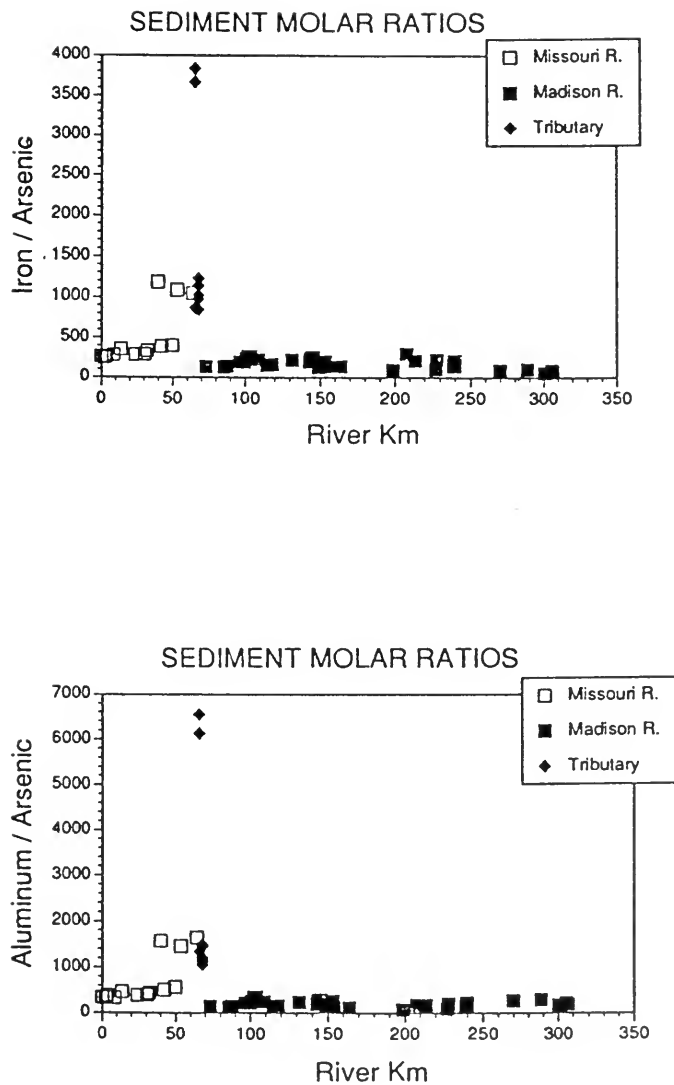 SEDIMENT MOLAR RATIOS
Missouri R.
Madison R.
Tributary
Iron / Arsenic
4000
3500
3000
2500
2000
1500
1000
500
0
0 50 100 150 200 250 300 350
River Km
SEDIMENT MOLAR RATIOS
Missouri R.
Madison R.
Tributary
Aluminum / Arsenic
7000
6000
5000
4000
3000
2000
1000
0
0 50 100 150 200 250 300 350
River Km